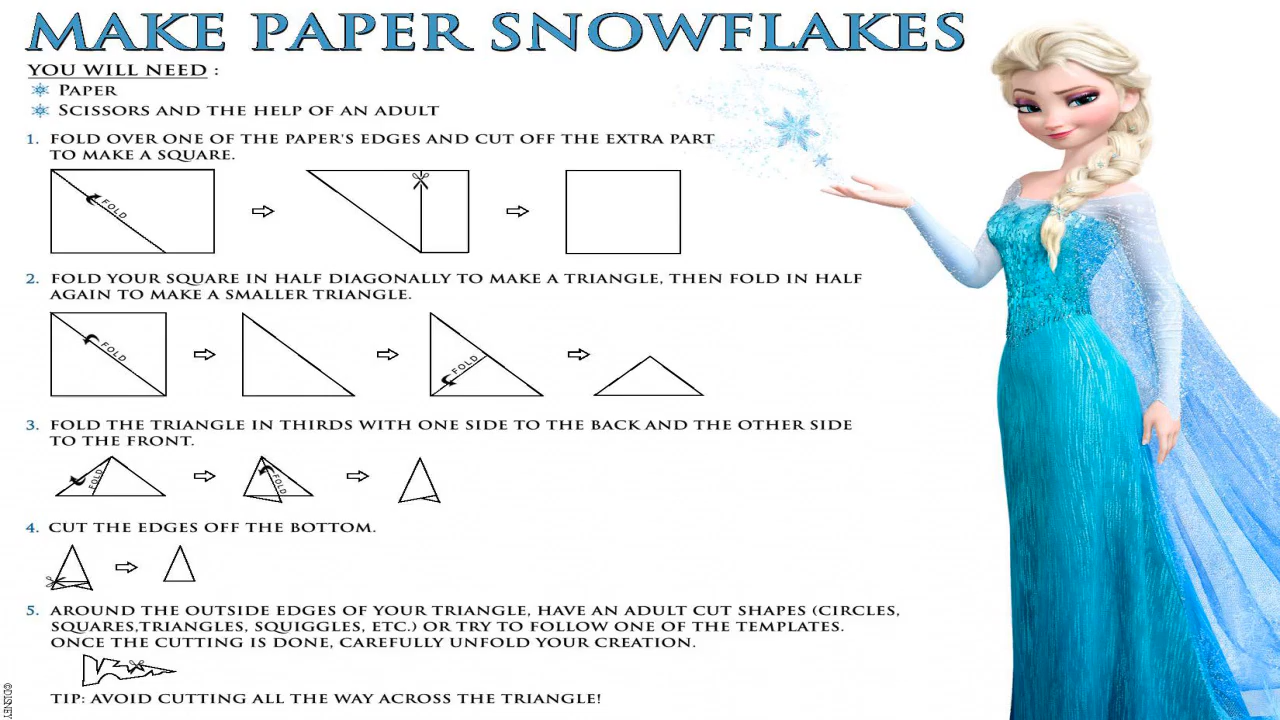 MAKE PAPER SNOWFLAKES
YOU WILL NEED :
PAPER
SCISSORS AND THE HELP OF AN ADULT
1. FOLD OVER ONE OF THE PAPER'S EDGES AND CUT OFF THE EXTRA PART
TO MAKE A SQUARE.
FOLD
2. FOLD YOUR SQUARE IN HALF DIAGONALLY TO MAKE A TRIANGLE, THEN FOLD IN HALF
AGAIN TO MAKE A SMALLER TRIANGLE.
FOLD
FOLD
3. FOLD THE TRIANGLE IN THIRDS WITH ONE SIDE TO THE BACK AND THE OTHER SIDE
TO THE FRONT.
FOLD
FOLD
4. CUT THE EDGES OFF THE BOTTOM.
5. AROUND THE OUTSIDE EDGES OF YOUR TRIANGLE, HAVE AN ADULT CUT SHAPES (CIRCLES,
SQUARES,TRIANGLES, SQUIGGLES, ETC.) OR TRY TO FOLLOW ONE OF THE TEMPLATES.
ONCE THE CUTTING IS DONE, CAREFULLY UNFOLD YOUR CREATION.
TIP: AVOID CUTTING ALL THE WAY ACROSS THE TRIANGLE!
©DISNEY